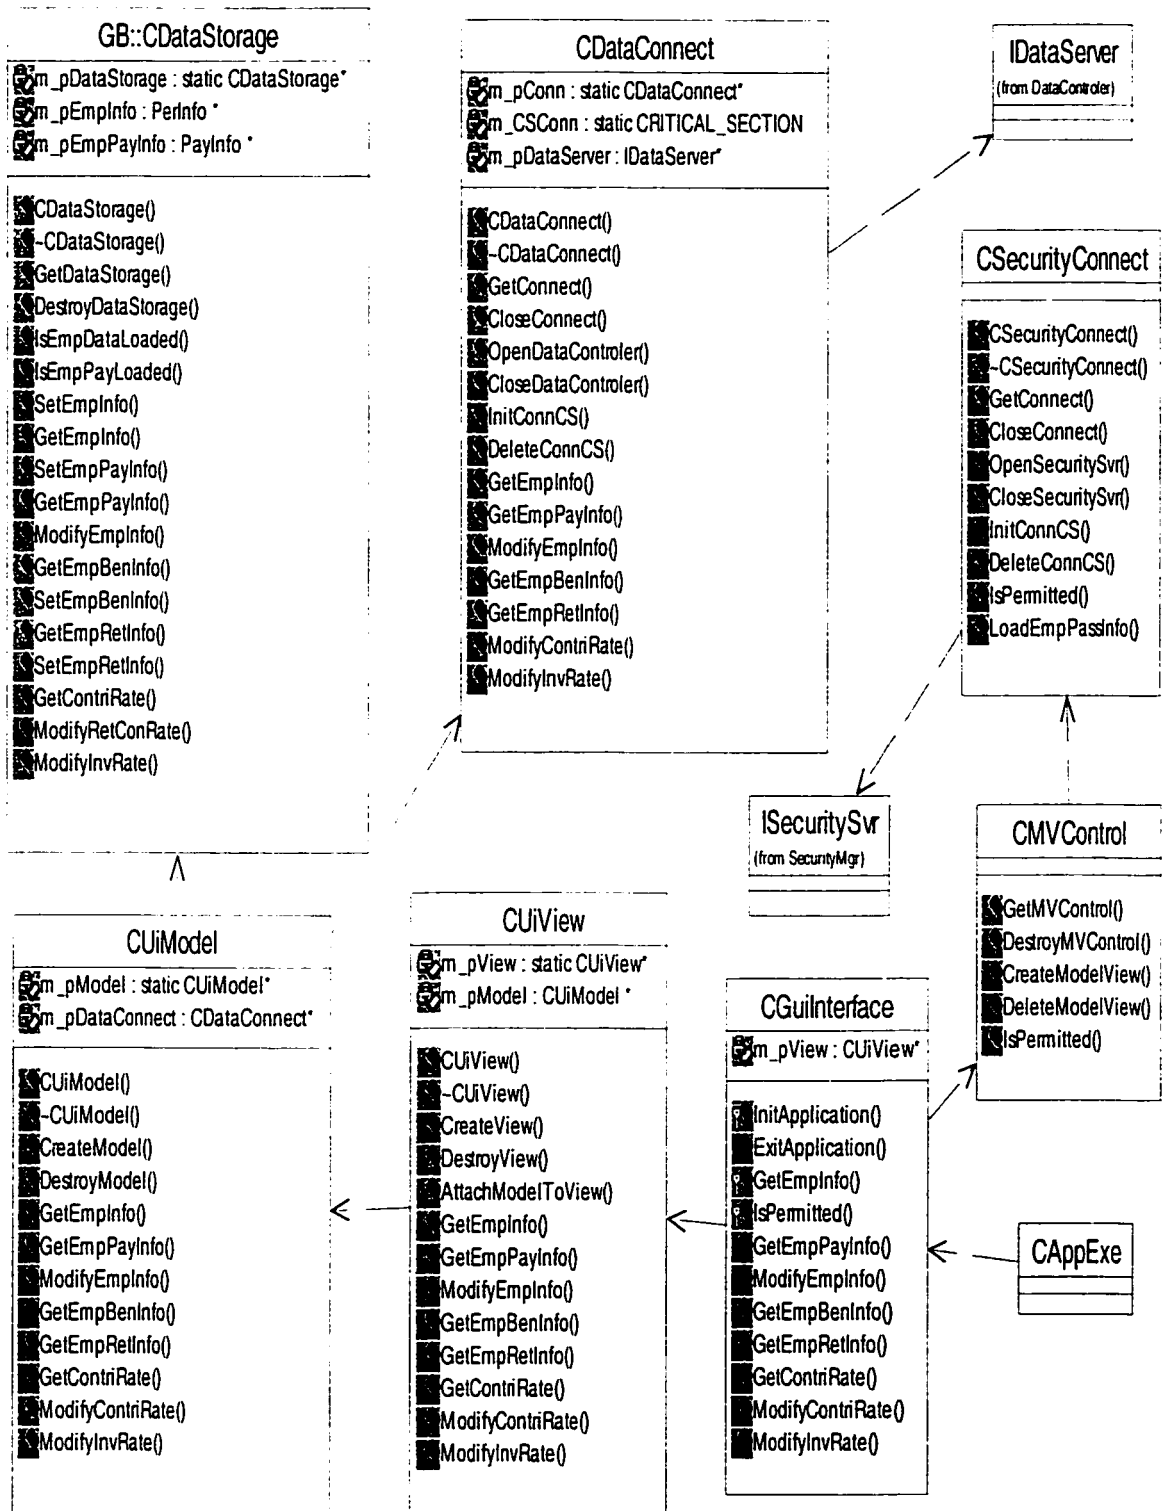 GB::CDataStorage
m_pDataStorage : static CDataStorage*
m_pEmpInfo : PerInfo *
m_pEmpPayInfo : PayInfo *
CDataStorage()
~CDataStorage()
GetDataStorage()
DestroyDataStorage()
IsEmpDataLoaded()
IsEmpPayLoaded()
SetEmpInfo()
GetEmpInfo()
SetEmpPayInfo()
GetEmpPayInfo()
ModifyEmpInfo()
GetEmpBenInfo()
SetEmpBenInfo()
GetEmpRetInfo()
SetEmpRetInfo()
GetContriRate()
ModifyRetConRate()
ModifyInvRate()
CDataConnect
m_pConn : static CDataConnect*
m_CSConn : static CRITICAL_SECTION
m_pDataServer : IDataServer*
CDataConnect()
~CDataConnect()
GetConnect()
CloseConnect()
OpenDataControler()
CloseDataControler()
InitConnCS()
DeleteConnCS()
GetEmpInfo()
GetEmpPayInfo()
ModifyEmpInfo()
GetEmpBenInfo()
GetEmpRetInfo()
ModifyContriRate()
ModifyInvRate()
IDataServer
(from DataControler)
CSecurityConnect
CSecurityConnect()
~CSecurityConnect()
GetConnect()
CloseConnect()
OpenSecuritySvr()
CloseSecuritySvr()
InitConnCS()
DeleteConnCS()
IsPermitted()
LoadEmpPassInfo()
ISecuritySvr
(from SecurityMgr)
CMVControl
GetMVControl()
DestroyMVControl()
CreateModelView()
DeleteModelView()
IsPermitted()
CUiModel
m_pModel : static CUiModel*
m_pDataConnect : CDataConnect*
CUiModel()
~CUiModel()
CreateModel()
DestroyModel()
GetEmpInfo()
GetEmpPayInfo()
ModifyEmpInfo()
GetEmpBenInfo()
GetEmpRetInfo()
GetContriRate()
ModifyContriRate()
ModifyInvRate()
CUiView
m_pView : static CUiView*
m_pModel : CUiModel *
CUiView()
~CUiView()
CreateView()
DestroyView()
AttachModelToView()
GetEmpInfo()
GetEmpPayInfo()
ModifyEmpInfo()
GetEmpBenInfo()
GetEmpRetInfo()
GetContriRate()
ModifyContriRate()
ModifyInvRate()
CGuiInterface
m_pView : CUiView*
InitApplication()
ExitApplication()
GetEmpInfo()
IsPermitted()
GetEmpPayInfo()
ModifyEmpInfo()
GetEmpBenInfo()
GetEmpRetInfo()
GetContriRate()
ModifyContriRate()
ModifyInvRate()
CAppExe